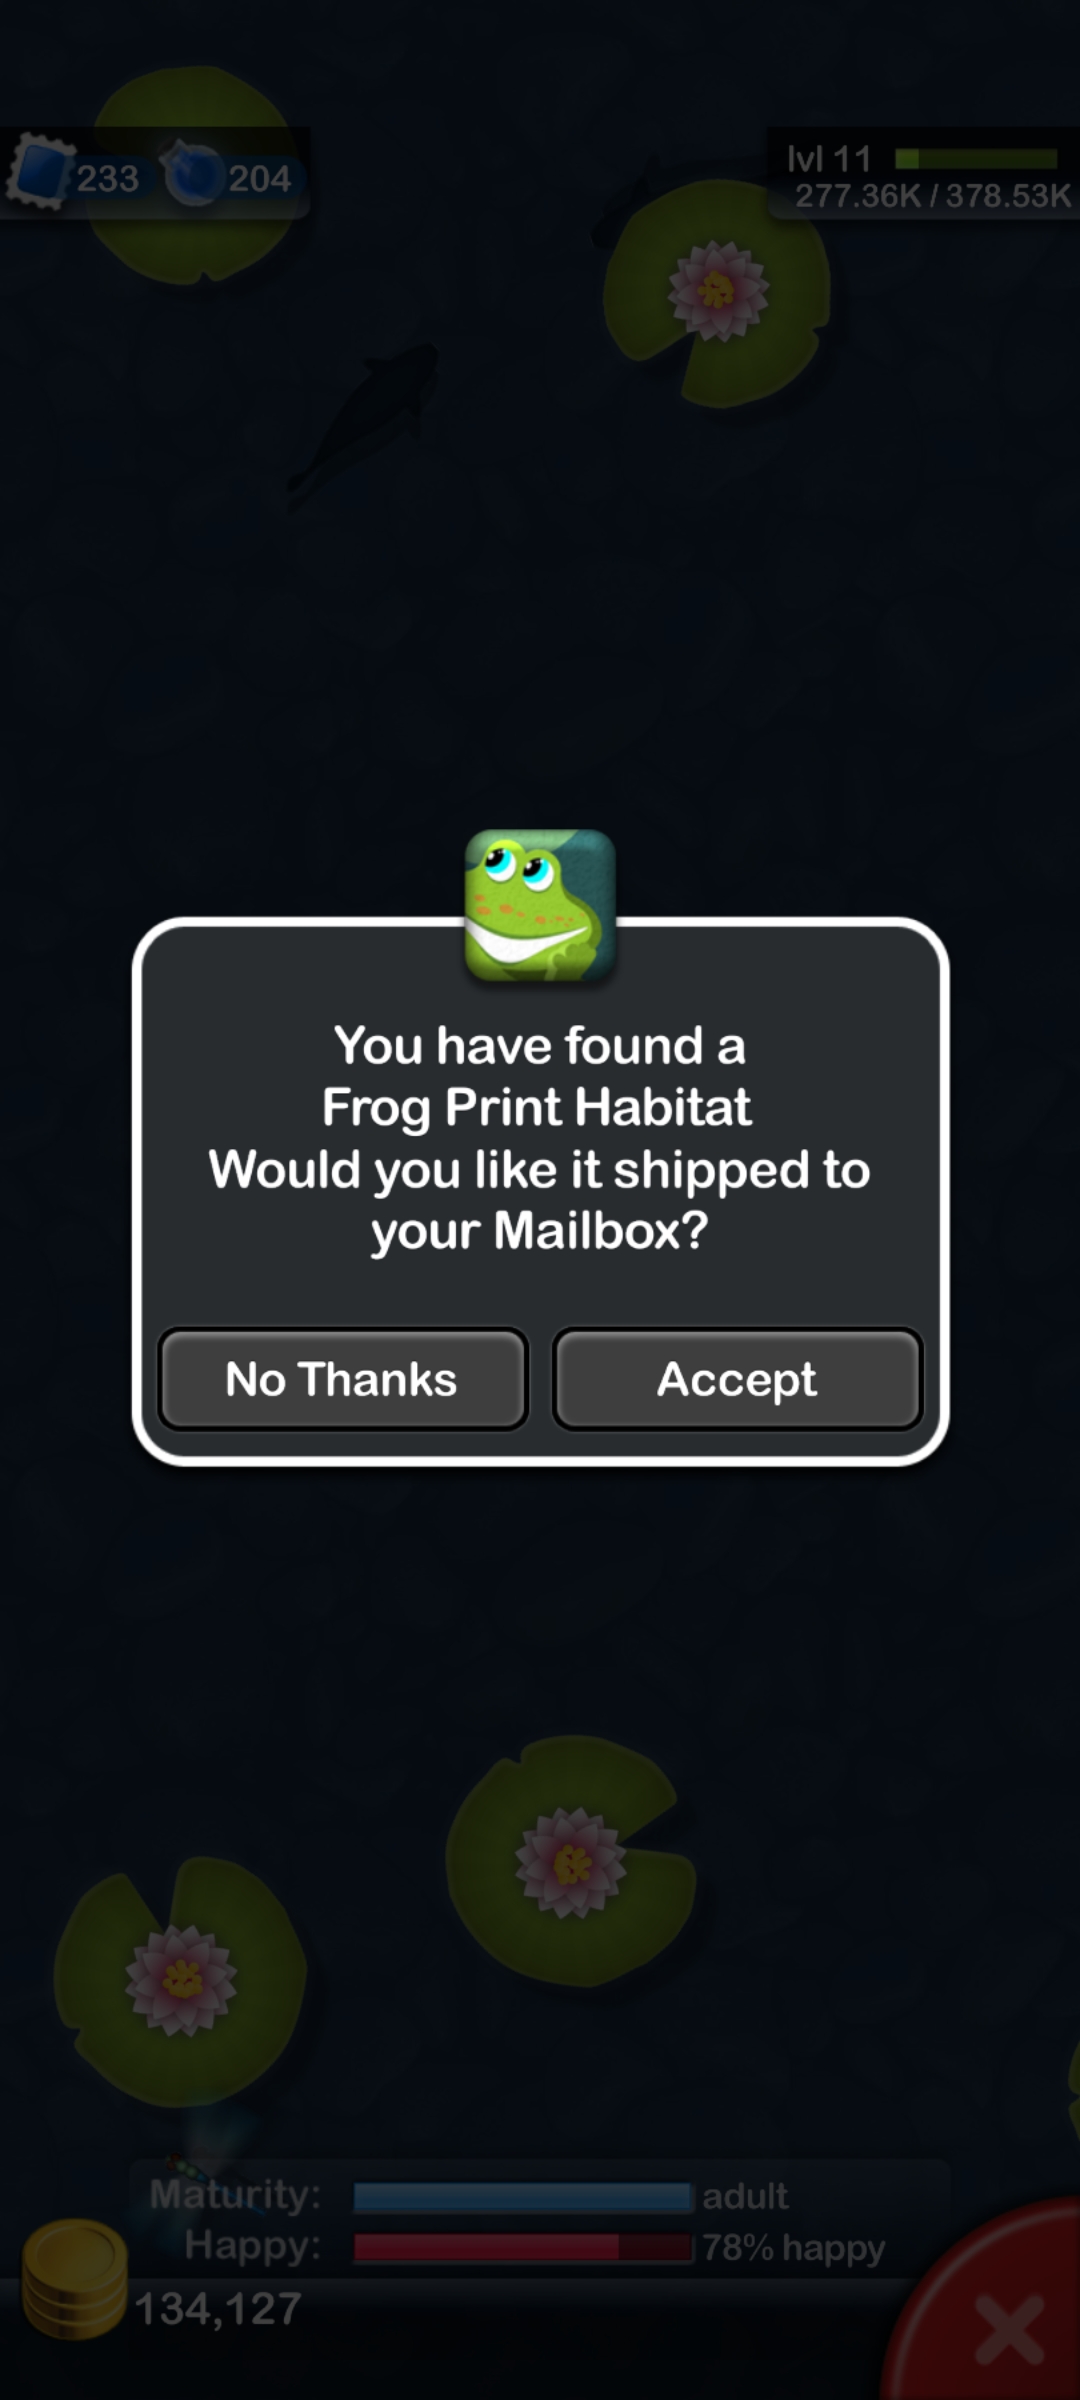 233
204
lvl 11
277.36K / 378.53K
You have found a
Frog Print Habitat
Would you like it shipped to
your Mailbox?
No Thanks
Accept
Maturity:
adult
Happy:
78% happy
134,127